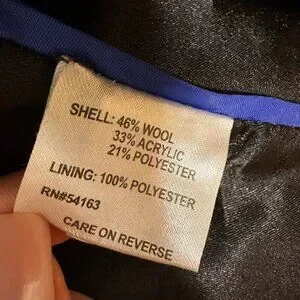 SHELL: 46% WOOL
33% ACRYLIC
21% POLYESTER
LINING: 100% POLYESTER
RN#54163
CARE ON REVERSE